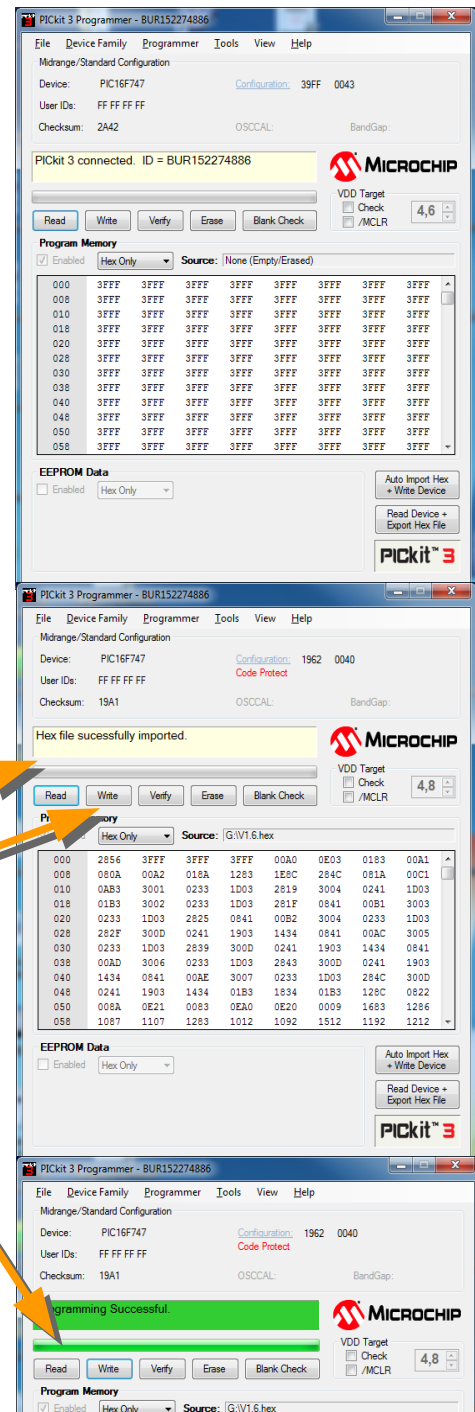 PICkit 3 Programmer - BUR152274886
File Device Family Programmer Tools View Help
Midrange/Standard Configuration
Device: PIC16F747 Configuration: 39FF 0043
User IDs: FF FF FF FF
Checksum: 2A42 OSCCAL: BandGap:
PICkit 3 connected. ID = BUR152274886
MICROCHIP
VDD Target
Check
/MCLR
4,6
Read Write Verify Erase Blank Check
Program Memory
Enabled Hex Only Source: None (Empty/Erased)
000 3FFF 3FFF 3FFF 3FFF 3FFF 3FFF 3FFF 3FFF
008 3FFF 3FFF 3FFF 3FFF 3FFF 3FFF 3FFF 3FFF
010 3FFF 3FFF 3FFF 3FFF 3FFF 3FFF 3FFF 3FFF
018 3FFF 3FFF 3FFF 3FFF 3FFF 3FFF 3FFF 3FFF
020 3FFF 3FFF 3FFF 3FFF 3FFF 3FFF 3FFF 3FFF
028 3FFF 3FFF 3FFF 3FFF 3FFF 3FFF 3FFF 3FFF
030 3FFF 3FFF 3FFF 3FFF 3FFF 3FFF 3FFF 3FFF
038 3FFF 3FFF 3FFF 3FFF 3FFF 3FFF 3FFF 3FFF
040 3FFF 3FFF 3FFF 3FFF 3FFF 3FFF 3FFF 3FFF
048 3FFF 3FFF 3FFF 3FFF 3FFF 3FFF 3FFF 3FFF
050 3FFF 3FFF 3FFF 3FFF 3FFF 3FFF 3FFF 3FFF
058 3FFF 3FFF 3FFF 3FFF 3FFF 3FFF 3FFF 3FFF
EEPROM Data
Enabled Hex Only
Auto Import Hex
+ Write Device
Read Device +
Export Hex File
PICkit™ 3
PICkit 3 Programmer - BUR152274886
File Device Family Programmer Tools View Help
Midrange/Standard Configuration
Device: PIC16F747 Configuration: 1962 0040
Code Protect
User IDs: FF FF FF FF
Checksum: 19A1 OSCCAL: BandGap:
Hex file sucessfully imported.
MICROCHIP
VDD Target
Check
/MCLR
4,8
Read Write Verify Erase Blank Check
Hex Only Source: G:\V1.6.hex
000 2856 3FFF 3FFF 3FFF 00A0 0E03 0183 00A1
008 080A 00A2 018A 1283 1E8C 284C 081A 00C1
010 0AB3 3001 0233 1D03 2819 3004 0241 1D03
018 01B3 3002 0233 1D03 281F 0841 00B1 3003
020 0233 1D03 2825 0841 00B2 3004 0233 1D03
028 282F 300D 0241 1903 1434 0841 00AC 3005
030 0233 1D03 2839 300D 0241 1903 1434 0841
038 00AD 3006 0233 1D03 2843 300D 0241 1903
040 1434 0841 00AE 3007 0233 1D03 284C 300D
048 0241 1903 1434 01B3 1834 01B3 128C 0822
050 008A 0E21 0083 0EA0 0E20 0009 1683 1286
058 1087 1107 1283 1012 1092 1512 1192 1212
EEPROM Data
Enabled Hex Only
Auto Import Hex
+ Write Device
Read Device +
Export Hex File
PICkit™ 3
PICkit 3 Programmer - BUR152274886
File Device Family Programmer Tools View Help
Midrange/Standard Configuration
Device: PIC16F747 Configuration: 1962 0040
Code Protect
User IDs: FF FF FF FF
Checksum: 19A1 OSCCAL: BandGap:
Programming Successful.
MICROCHIP
VDD Target
Check
/MCLR
4,8
Read Write Verify Erase Blank Check
Program Memory
Enabled Hex Only Source: G:\V1.6.hex